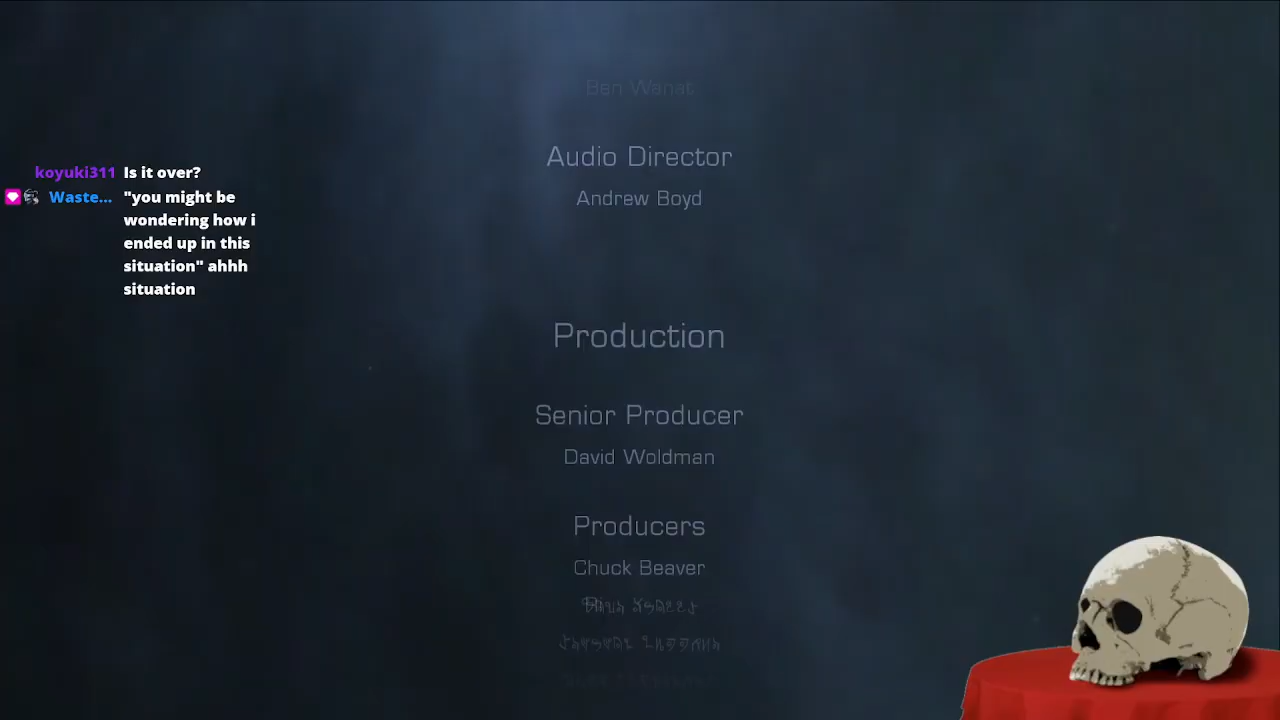 Ben Wanat
Audio Director
Andrew Boyd
koyuki311 Is it over?
Waste... "you might be
wondering how i
ended up in this
situation" ahhh
situation
Production
Senior Producer
David Woldman
Producers
Chuck Beaver